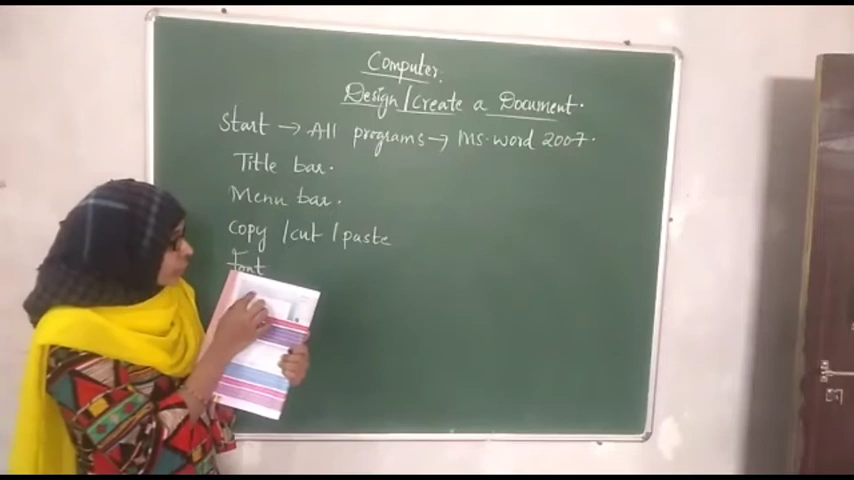 Computer.
Design/Create a Document.
Start → All programs → MS-word 2007.
Title bar.
Menu bar.
Copy /cut /paste
font